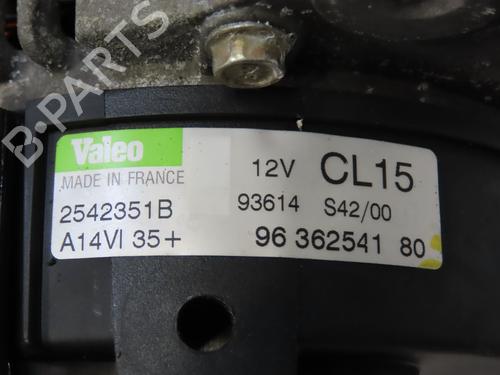 Valeo
MADE IN FRANCE
12V CL15
2542351B 93614 S42/00
A14VI 35+ 96 362541 80
B-PARTS